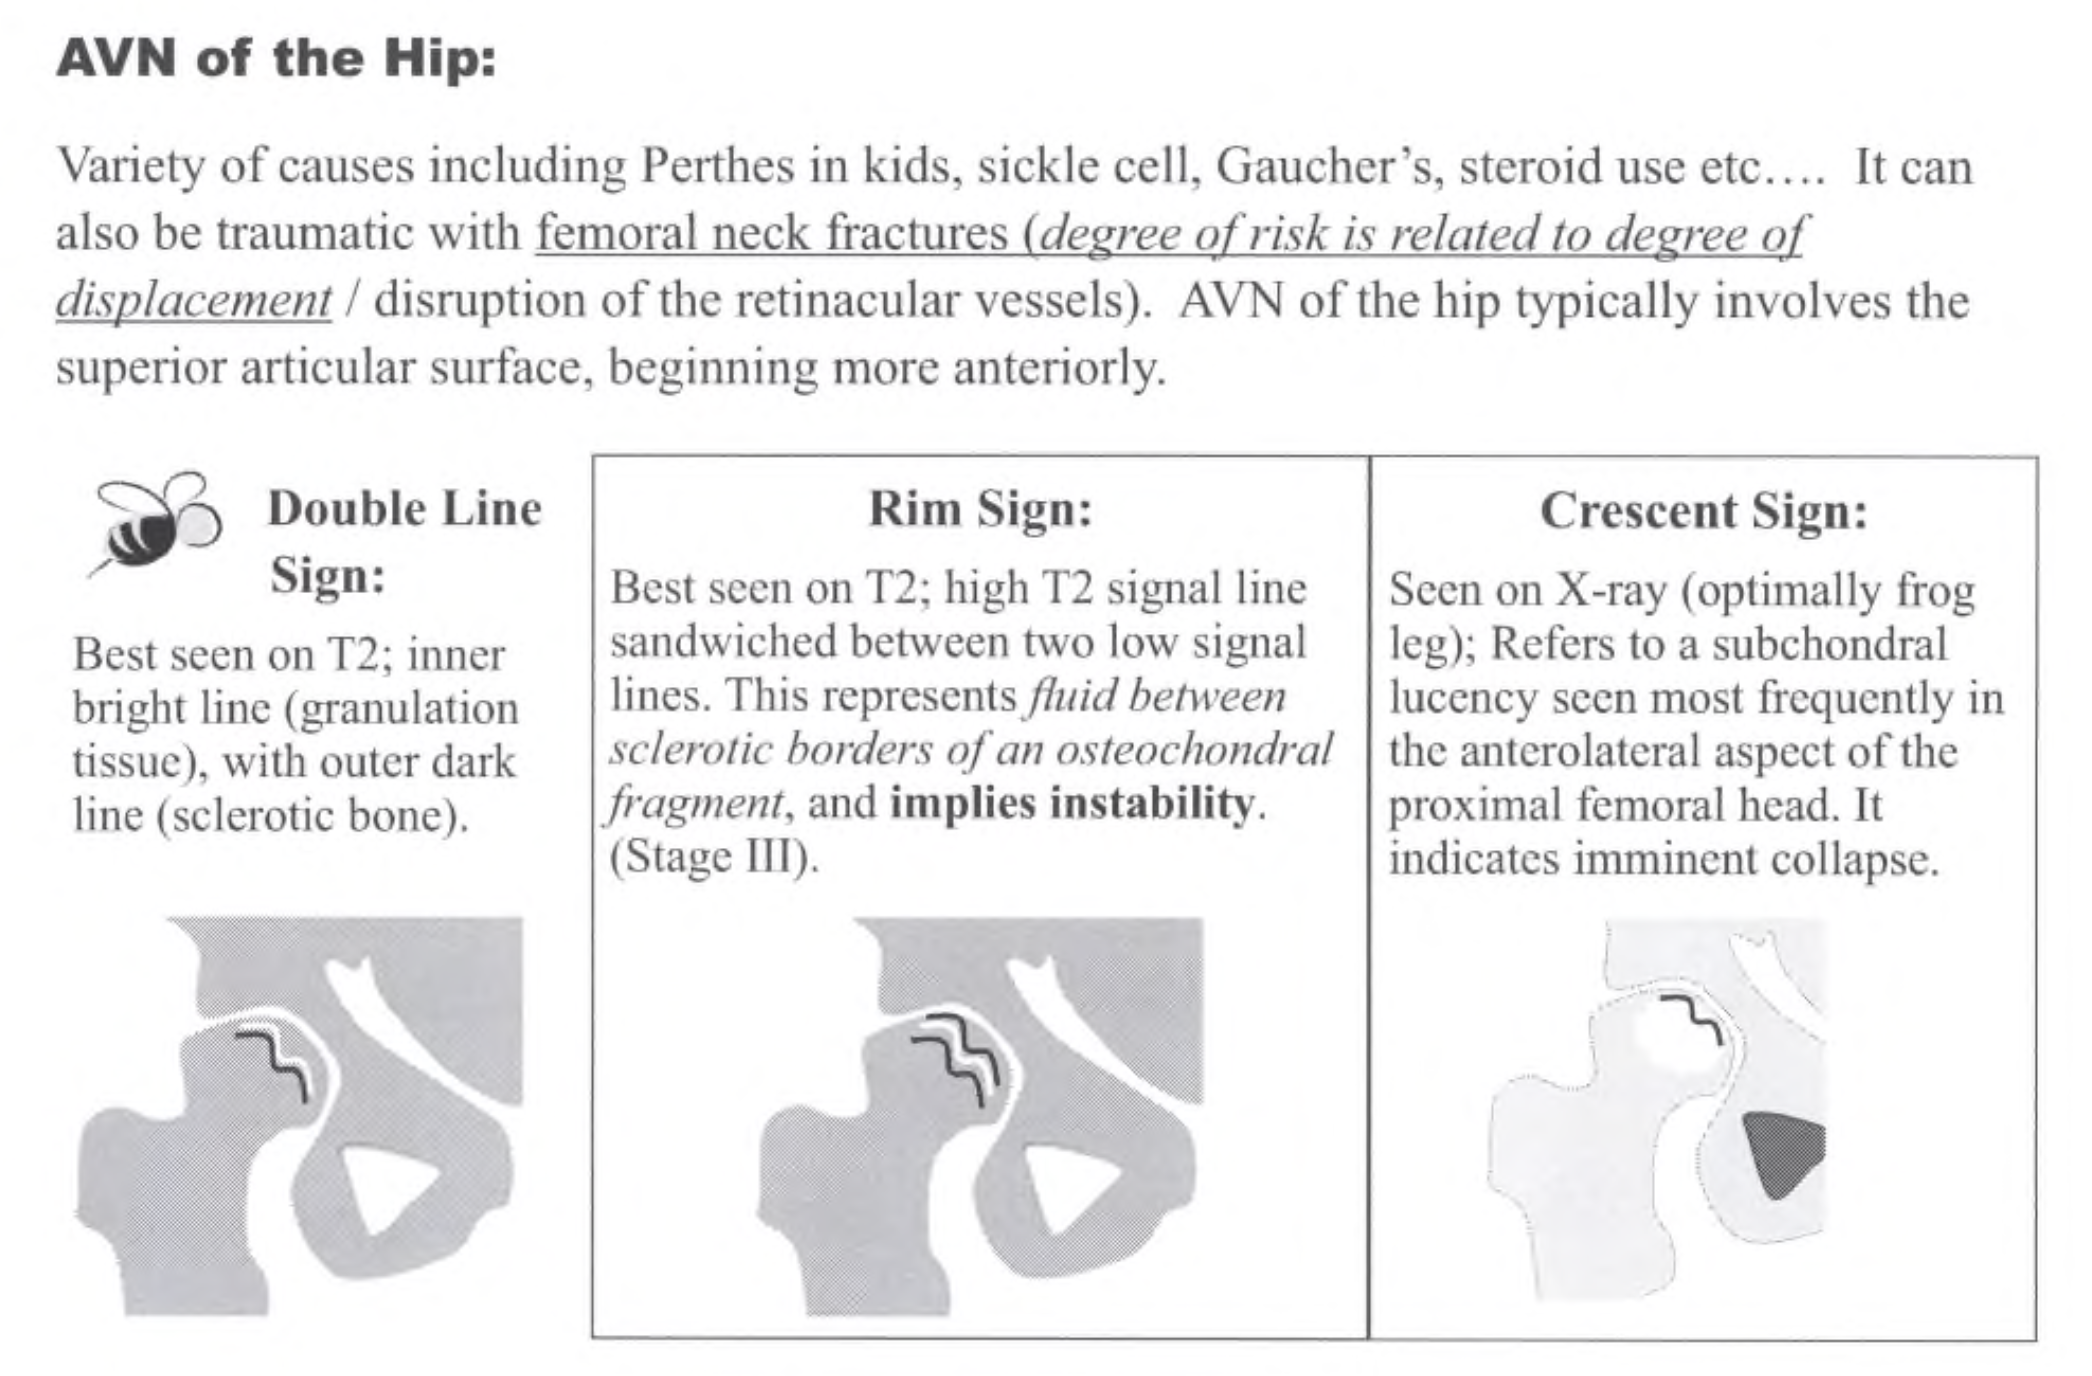 AVN of the Hip:
Variety of causes including Perthes in kids, sickle cell, Gaucher's, steroid use etc.... It can
also be traumatic with femoral neck fractures (degree of risk is related to degree of
displacement / disruption of the retinacular vessels). AVN of the hip typically involves the
superior articular surface, beginning more anteriorly.
Double Line
Sign:
Best seen on T2; inner
bright line (granulation
tissue), with outer dark
line (sclerotic bone).
Rim Sign:
Best seen on T2; high T2 signal line
sandwiched between two low signal
lines. This represents fluid between
sclerotic borders of an osteochondral
fragment, and implies instability.
(Stage III).
Crescent Sign:
Seen on X-ray (optimally frog
leg); Refers to a subchondral
lucency seen most frequently in
the anterolateral aspect of the
proximal femoral head. It
indicates imminent collapse.